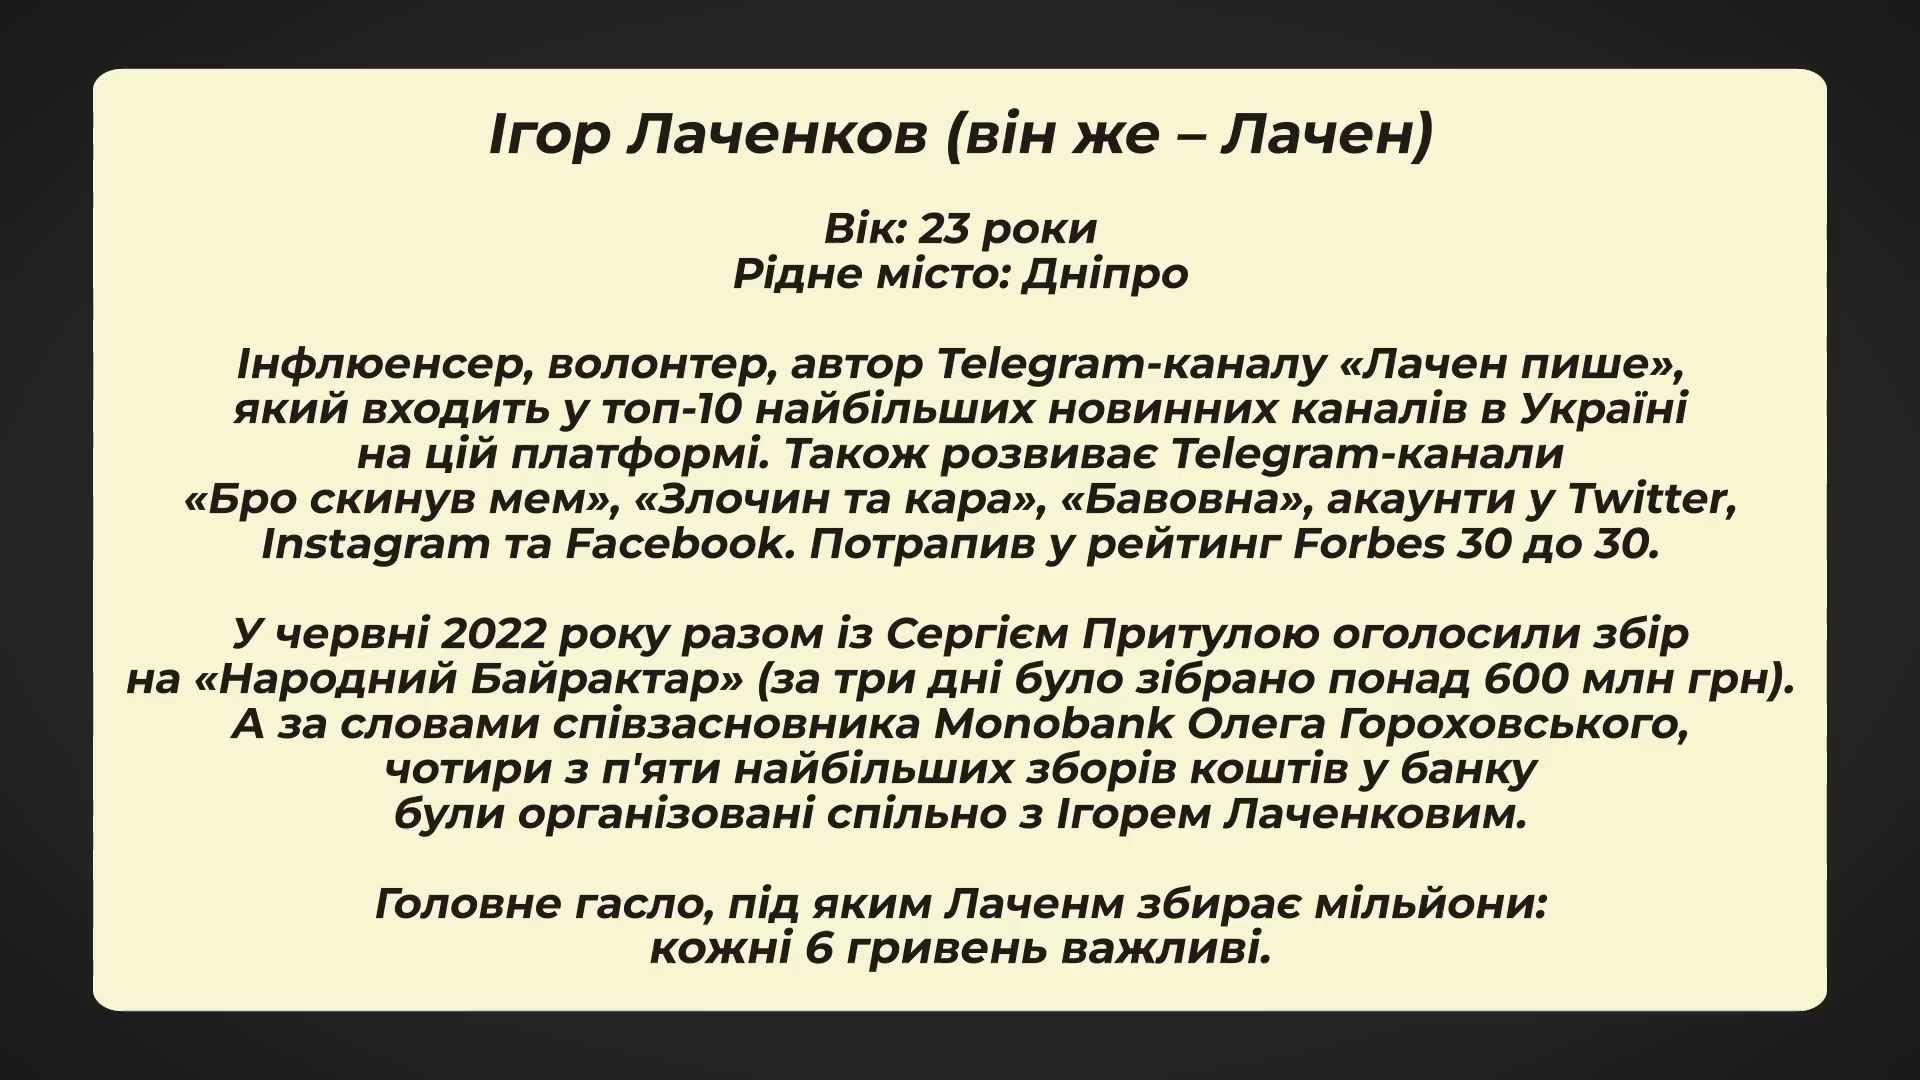 Ігор Лаченков (він же – Лачен)
Вік: 23 роки
Рідне місто: Дніпро
Інфлюенсер, волонтер, автор Telegram-каналу «Лачен пише»,
який входить у топ-10 найбільших новинних каналів в Україні
на цій платформі. Також розвиває Telegram-канали
«Бро скинув мем», «Злочин та кара», «Бавовна», акаунти у Twitter,
Instagram та Facebook. Потрапив у рейтинг Forbes 30 до 30.
У червні 2022 року разом із Сергієм Притулою оголосили збір
на «Народний Байрактар» (за три дні було зібрано понад 600 млн грн).
А за словами співзасновника Monobank Олега Гороховського,
чотири з п'яти найбільших зборів коштів у банку
були організовані спільно з Ігорем Лаченковим.
Головне гасло, під яким Лаченм збирає мільйони:
кожні 6 гривень важливі.